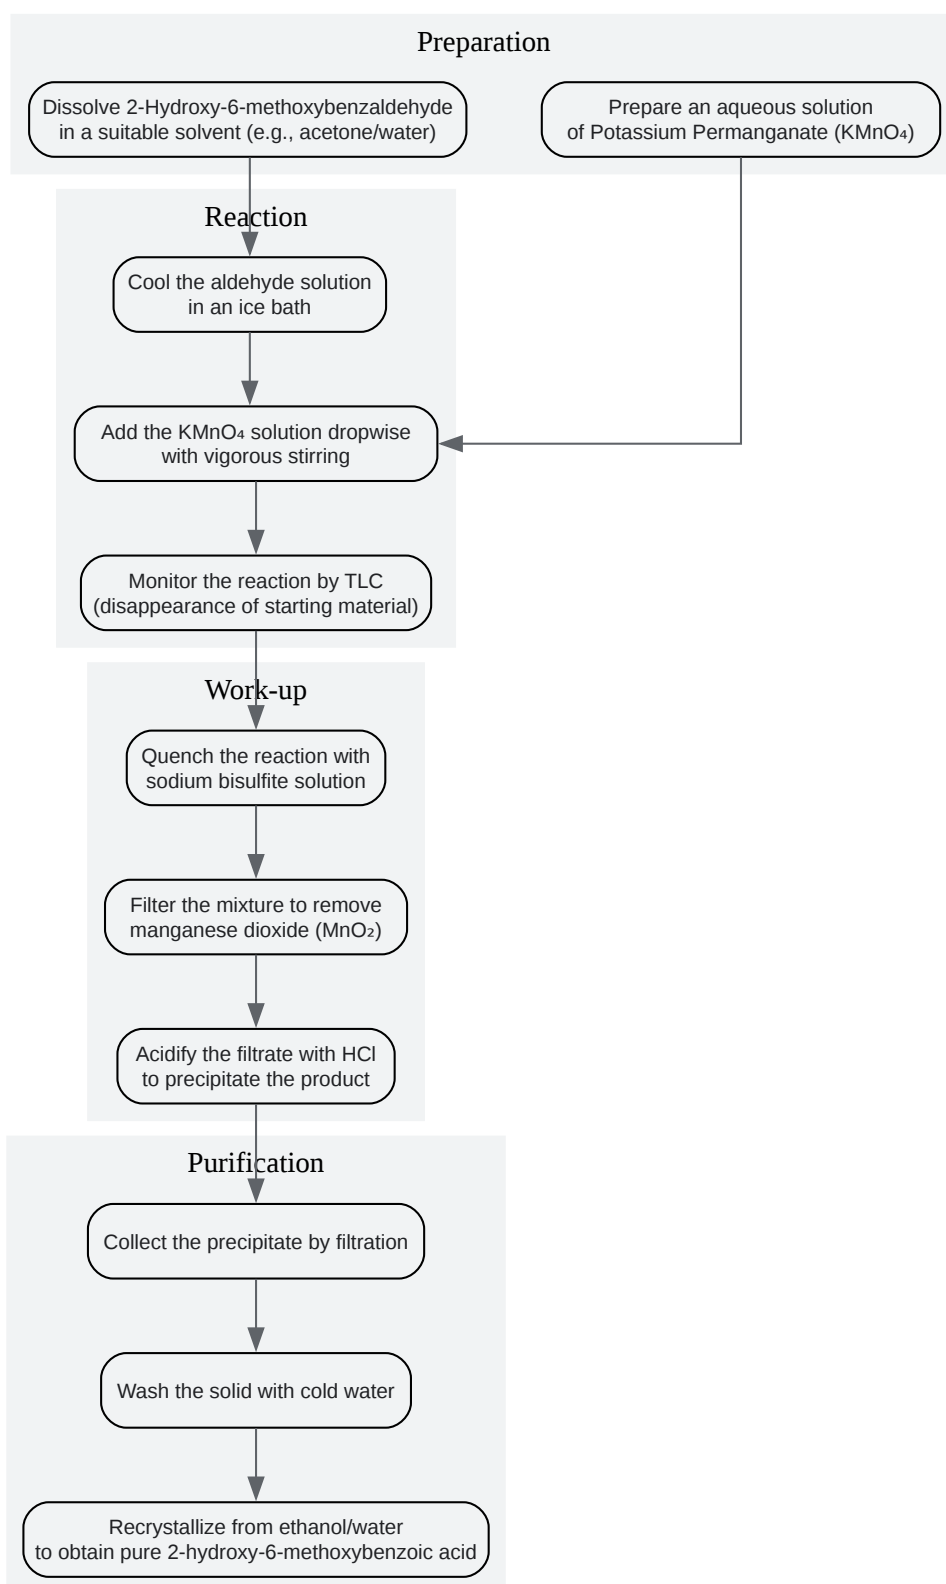 Preparation
Dissolve 2-Hydroxy-6-methoxybenzaldehyde
in a suitable solvent (e.g., acetone/water)
Prepare an aqueous solution
of Potassium Permanganate (KMnO₄)
Reaction
Cool the aldehyde solution
in an ice bath
Add the KMnO₄ solution dropwise
with vigorous stirring
Monitor the reaction by TLC
(disappearance of starting material)
Work-up
Quench the reaction with
sodium bisulfite solution
Filter the mixture to remove
manganese dioxide (MnO₂)
Acidify the filtrate with HCl
to precipitate the product
Purification
Collect the precipitate by filtration
Wash the solid with cold water
Recrystallize from ethanol/water
to obtain pure 2-hydroxy-6-methoxybenzoic acid